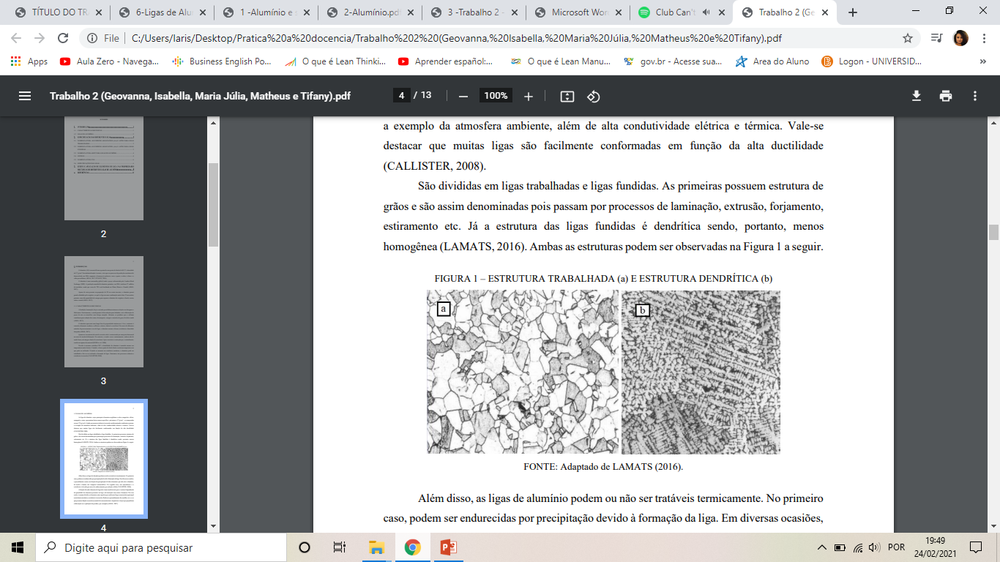 TÍTULO DO TR
6-Ligas de Alu
1 -Alumínio e s
2-Alumínio.pdf
3 -Trabalho 2 -
Microsoft Wor
Club Can't
Trabalho 2 (Ge
File
C:/Users/laris/Desktop/Pratica%20a%20docencia/Trabalho%202%20(Geovanna,%20Isabella,%20Maria%20Júlia,%20Matheus%20e%20Tifany).pdf
Apps
Aula Zero - Navega...
Business English Po...
O que é Lean Thinki...
Aprender español:...
O que é Lean Manu...
gov.br - Acesse sua...
Area do Aluno
Logon - UNIVERSID...
»
Trabalho 2 (Geovanna, Isabella, Maria Júlia, Matheus e Tifany).pdf
4 / 13
100%
2
3
4
a exemplo da atmosfera ambiente, além de alta condutividade elétrica e térmica. Vale-se
destacar que muitas ligas são facilmente conformadas em função da alta ductilidade
(CALLISTER, 2008).
São divididas em ligas trabalhadas e ligas fundidas. As primeiras possuem estrutura de
grãos e são assim denominadas pois passam por processos de laminação, extrusão, forjamento,
estiramento etc. Já a estrutura das ligas fundidas é dendrítica sendo, portanto, menos
homogênea (LAMATS, 2016). Ambas as estruturas podem ser observadas na Figura 1 a seguir.
FIGURA 1 – ESTRUTURA TRABALHADA (a) E ESTRUTURA DENDRÍTICA (b)
a
b
FONTE: Adaptado de LAMATS (2016).
Além disso, as ligas de alumínio podem ou não ser tratáveis termicamente. No primeiro
caso, podem ser endurecidas por precipitação devido à formação da liga. Em diversas ocasiões,
Digite aqui para pesquisar
POR
19:49
24/02/2021